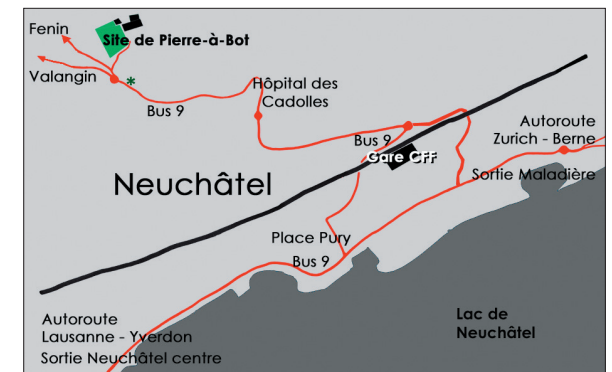 Fenin
Site de Pierre-à-Bot
Valangin
*
Bus 9
Hôpital des
Cadolles
Bus 9
Gare CFF
Autoroute
Zurich - Berne
Sortie Maladière
Neuchâtel
Place Pury
Bus 9
Autoroute
Lausanne - Yverdon
Sortie Neuchâtel centre
Lac de
Neuchâtel